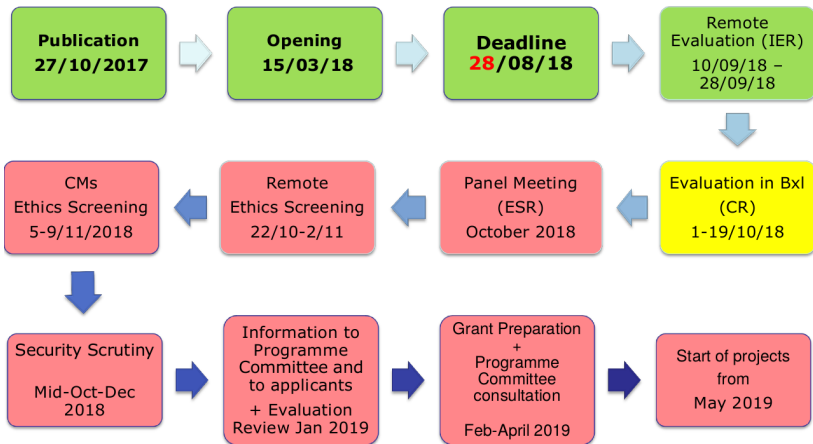 Publication
27/10/2017
Opening
15/03/18
Deadline
28/08/18
Remote
Evaluation (IER)
10/09/18 –
28/09/18
Evaluation in Bxl
(CR)
1-19/10/18
Panel Meeting
(ESR)
October 2018
Remote
Ethics Screening
22/10-2/11
CMs
Ethics Screening
5-9/11/2018
Security Scrutiny
Mid-Oct-Dec
2018
Information to
Programme
Committee and
to applicants
+ Evaluation
Review Jan 2019
Grant Preparation
+
Programme
Committee
consultation
Feb-April 2019
Start of projects
from
May 2019